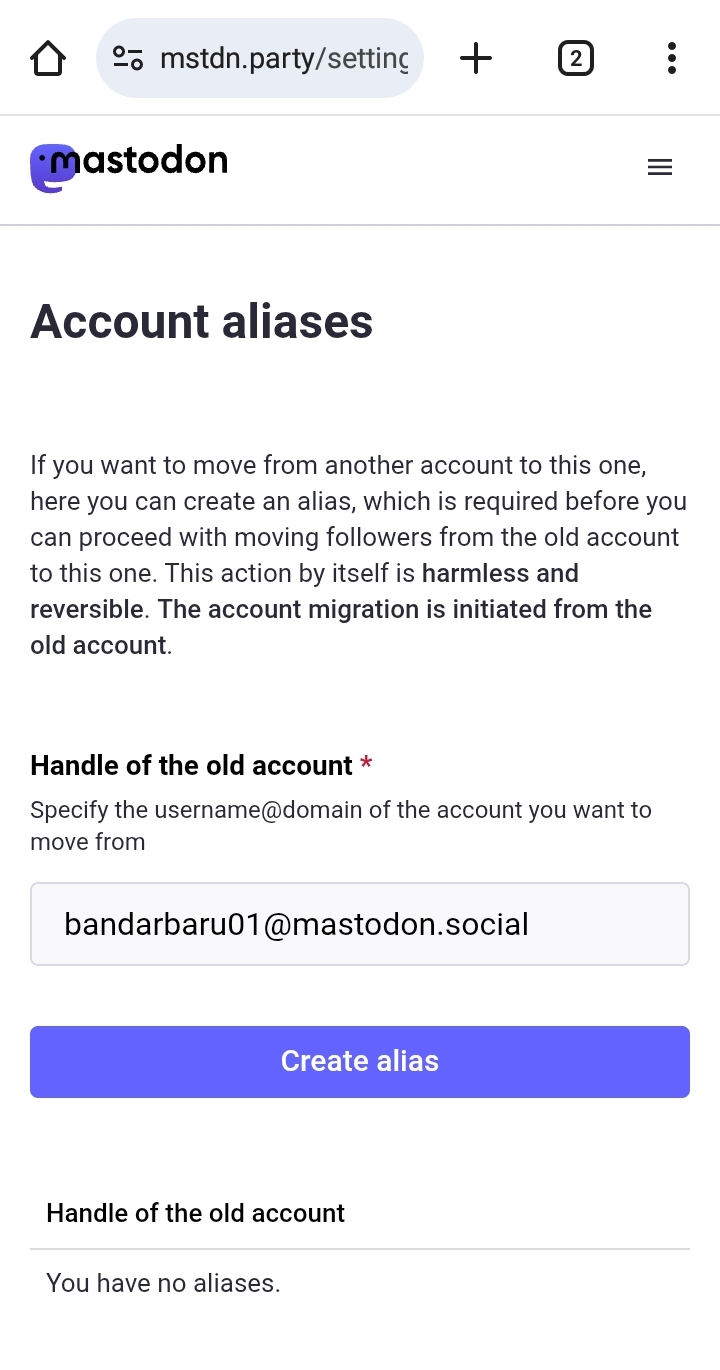 mstdn.party/setting
2
mastodon
Account aliases
If you want to move from another account to this one,
here you can create an alias, which is required before you
can proceed with moving followers from the old account
to this one. This action by itself is harmless and
reversible. The account migration is initiated from the
old account.
Handle of the old account *
Specify the username@domain of the account you want to
move from
bandarbaru01@mastodon.social
Create alias
Handle of the old account
You have no aliases.